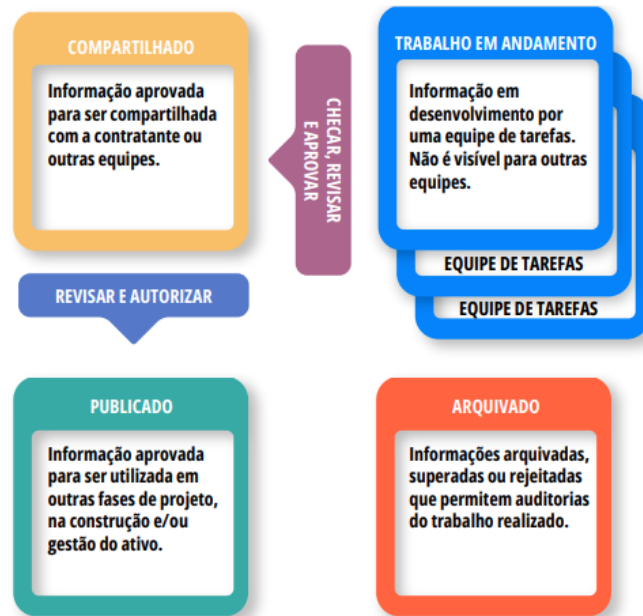 COMPARTILHADO
Informação aprovada
para ser compartilhada
com a contratante ou
outras equipes.
CHECAR, REVISAR
E APROVAR
TRABALHO EM ANDAMENTO
Informação em
desenvolvimento por
uma equipe de tarefas.
Não é visível para outras
equipes.
EQUIPE DE TAREFAS
EQUIPE DE TAREFAS
REVISAR E AUTORIZAR
PUBLICADO
Informação aprovada
para ser utilizada em
outras fases de projeto,
na construção e/ou
gestão do ativo.
ARQUIVADO
Informações arquivadas,
superadas ou rejeitadas
que permitem auditorias
do trabalho realizado.